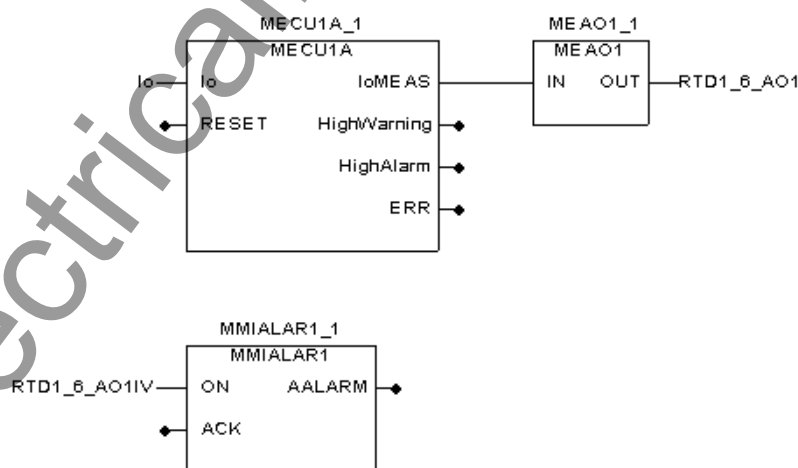 MECU1A_1
MECU1A
Io
Io
RESET
IoMEAS
HighWarning
HighAlarm
ERR
MEAO1_1
MEAO1
IN
OUT
RTD1_6_AO1
MMIALAR1_1
MMIALAR1
RTD1_6_AO1IV
ON
ACK
AALARM